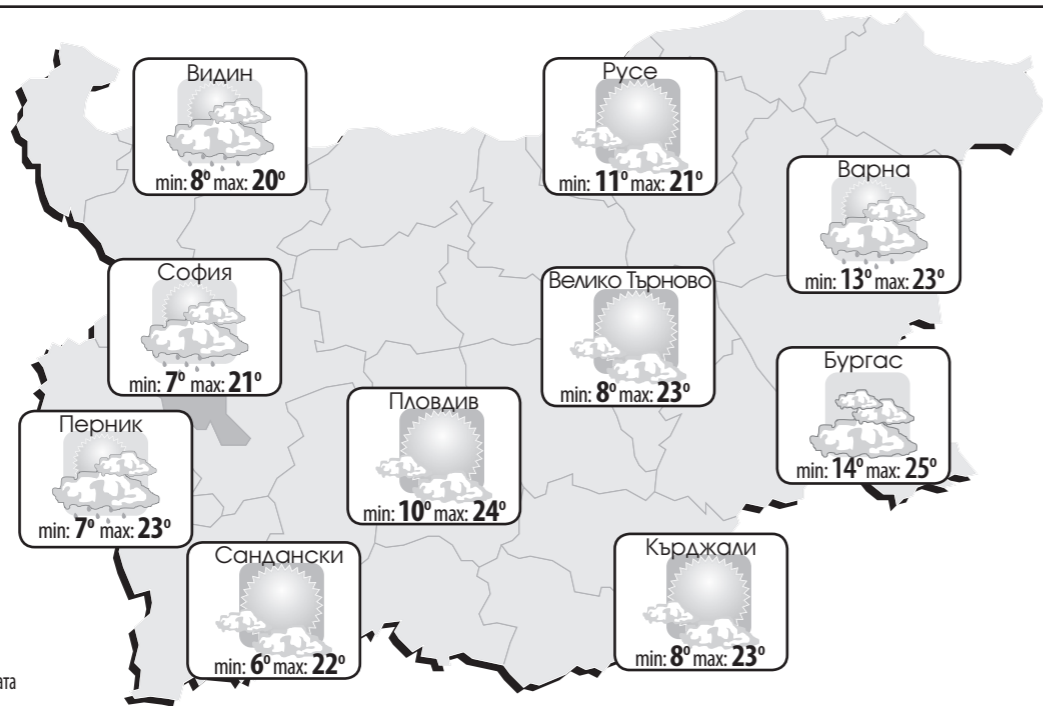 Видин
min: 8° max: 20°
Русе
min: 11° max: 21°
Варна
min: 13° max: 23°
София
min: 7° max: 21°
Велико Търново
min: 8° max: 23°
Бургас
min: 14° max: 25°
Пловдив
min: 10° max: 24°
Перник
min: 7° max: 23°
Сандански
min: 6° max: 22°
Кърджали
min: 8° max: 23°
ата